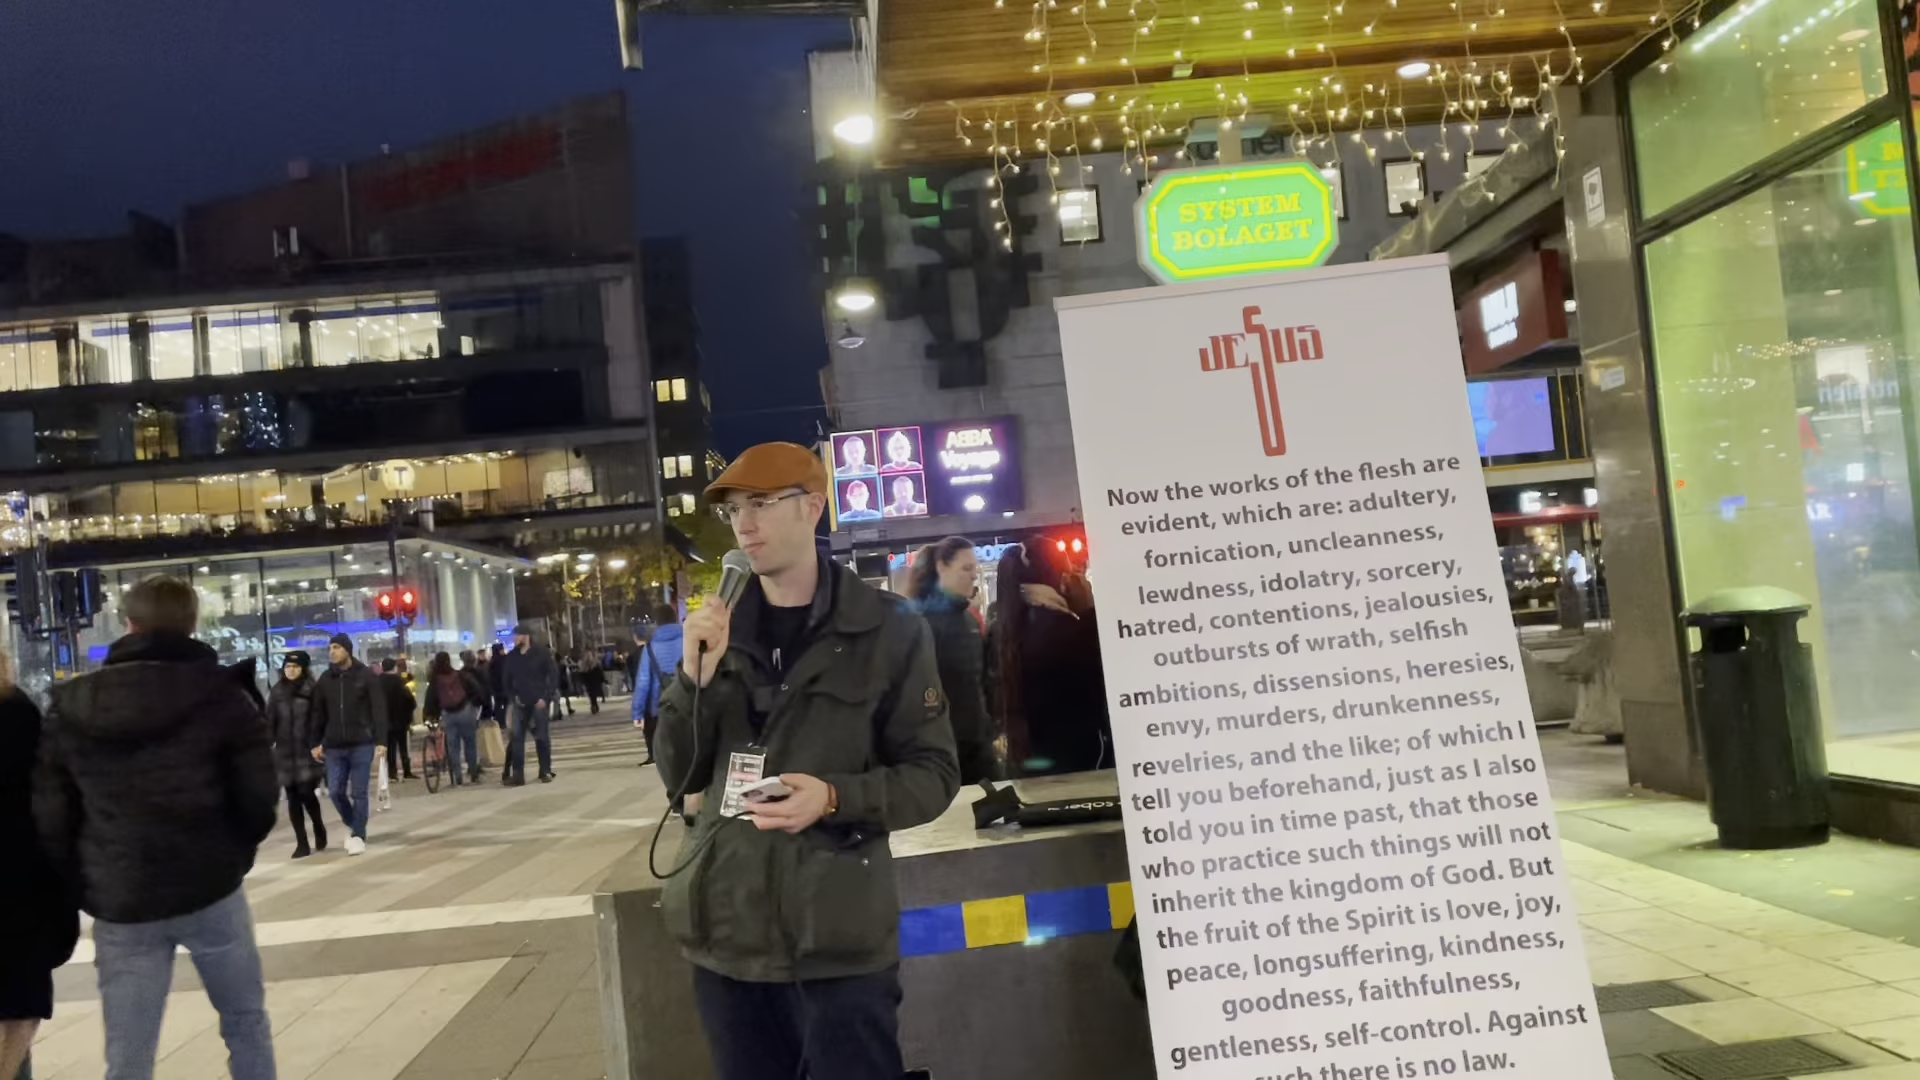 SYSTEM
BOLAGET
ABBA
Voyage
T
JESUS
Now the works of the flesh are
evident, which are: adultery,
fornication, uncleanness,
lewdness, idolatry, sorcery,
hatred, contentions, jealousies,
outbursts of wrath, selfish
ambitions, dissensions, heresies,
envy, murders, drunkenness,
revelries, and the like; of which I
tell you beforehand, just as I also
told you in time past, that those
who practice such things will not
inherit the kingdom of God. But
the fruit of the Spirit is love, joy,
peace, longsuffering, kindness,
goodness, faithfulness,
gentleness, self-control. Against
such there is no law.